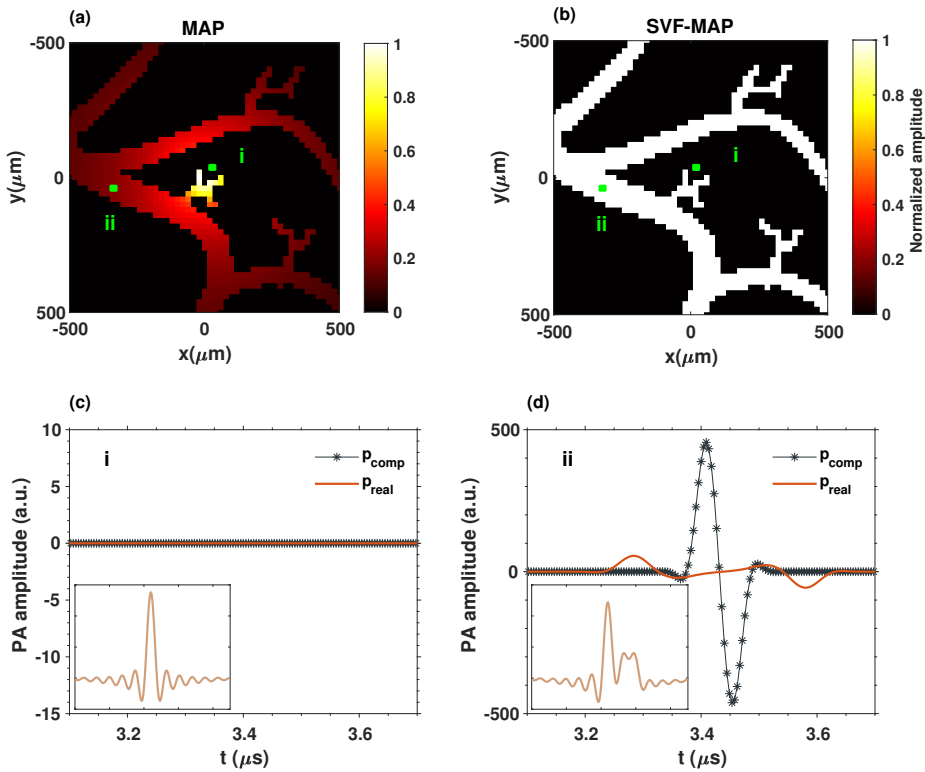 (a)
MAP
-500
0
500
y(μm)
-500
0
500
x(μm)
1
0.8
0.6
0.4
0.2
0
i
ii
(b)
SVF-MAP
-500
0
500
y(μm)
-500
0
500
x(μm)
1
0.8
0.6
0.4
0.2
0
Normalized amplitude
i
ii
(c)
10
5
0
-5
-10
-15
PA amplitude (a.u.)
3.2
3.4
3.6
t (μs)
i
p_comp
p_real
(d)
500
0
-500
PA amplitude (a.u.)
3.2
3.4
3.6
t (μs)
ii
p_comp
p_real